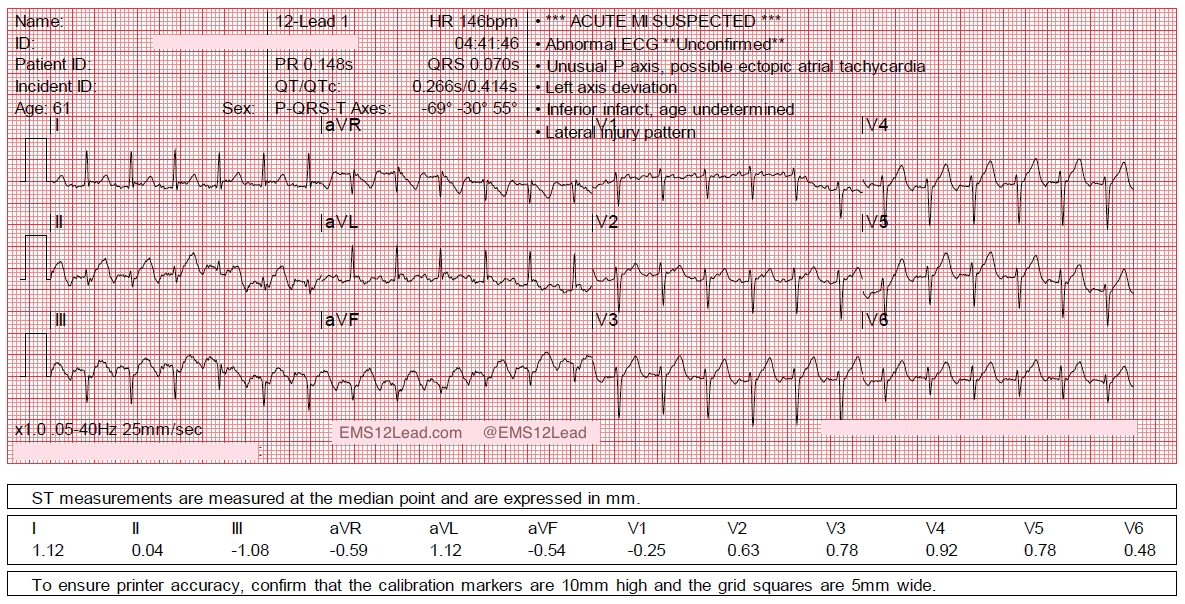 Name: 12-Lead 1 HR 146bpm • *** ACUTE MI SUSPECTED ***
ID: 04:41:46 • Abnormal ECG **Unconfirmed**
Patient ID: PR 0.148s QRS 0.070s • Unusual P axis, possible ectopic atrial tachycardia
Incident ID: QT/QTc: 0.266s/0.414s • Left axis deviation
Age: 61 Sex: P-QRS-T Axes: -69° -30° 55° • Inferior infarct, age undetermined
• Lateral injury pattern
I aVR V1 V4
II aVL V2 V5
III aVF V3 V6
x1.0 .05-40Hz 25mm/sec
EMS12Lead.com @EMS12Lead
ST measurements are measured at the median point and are expressed in mm.
I II III aVR aVL aVF V1 V2 V3 V4 V5 V6
1.12 0.04 -1.08 -0.59 1.12 -0.54 -0.25 0.63 0.78 0.92 0.78 0.48
To ensure printer accuracy, confirm that the calibration markers are 10mm high and the grid squares are 5mm wide.